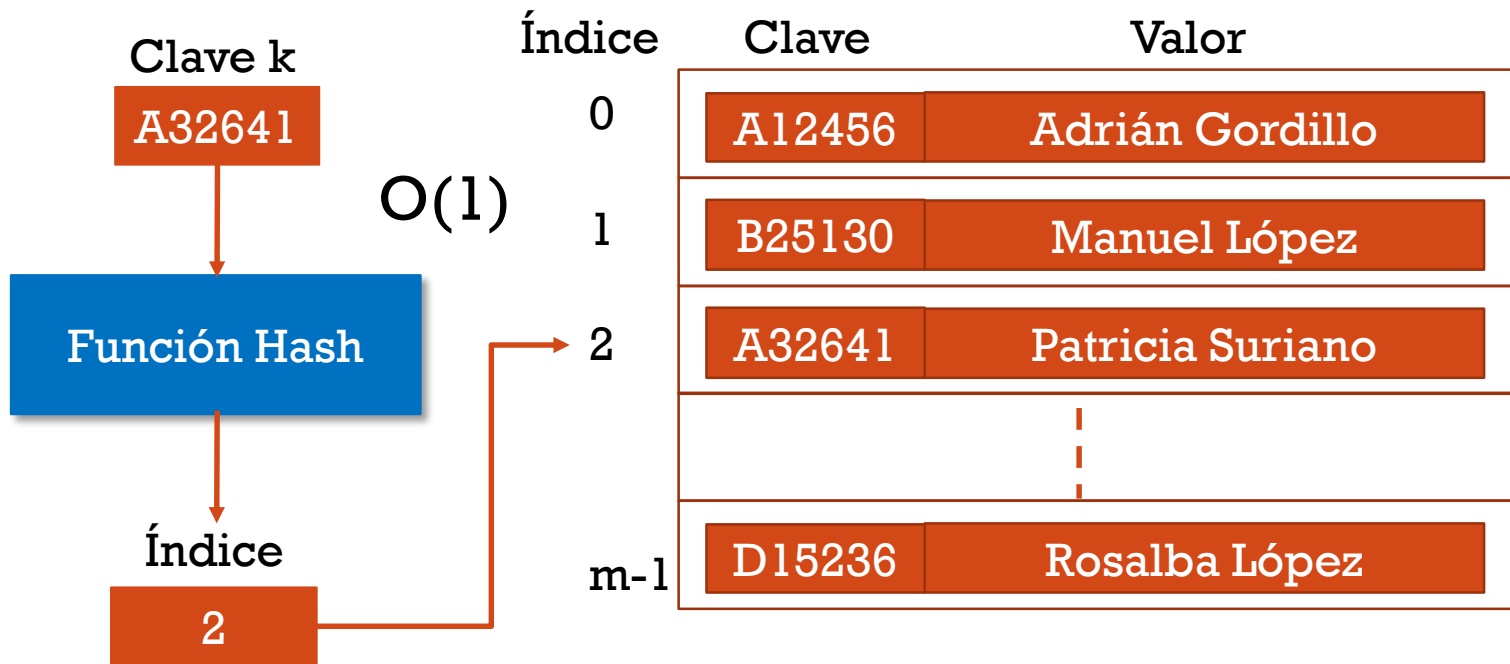 Clave k
A32641
O(1)
Función Hash
Índice
2
Índice Clave Valor
0 A12456 Adrián Gordillo
1 B25130 Manuel López
2 A32641 Patricia Suriano
m-1 D15236 Rosalba López